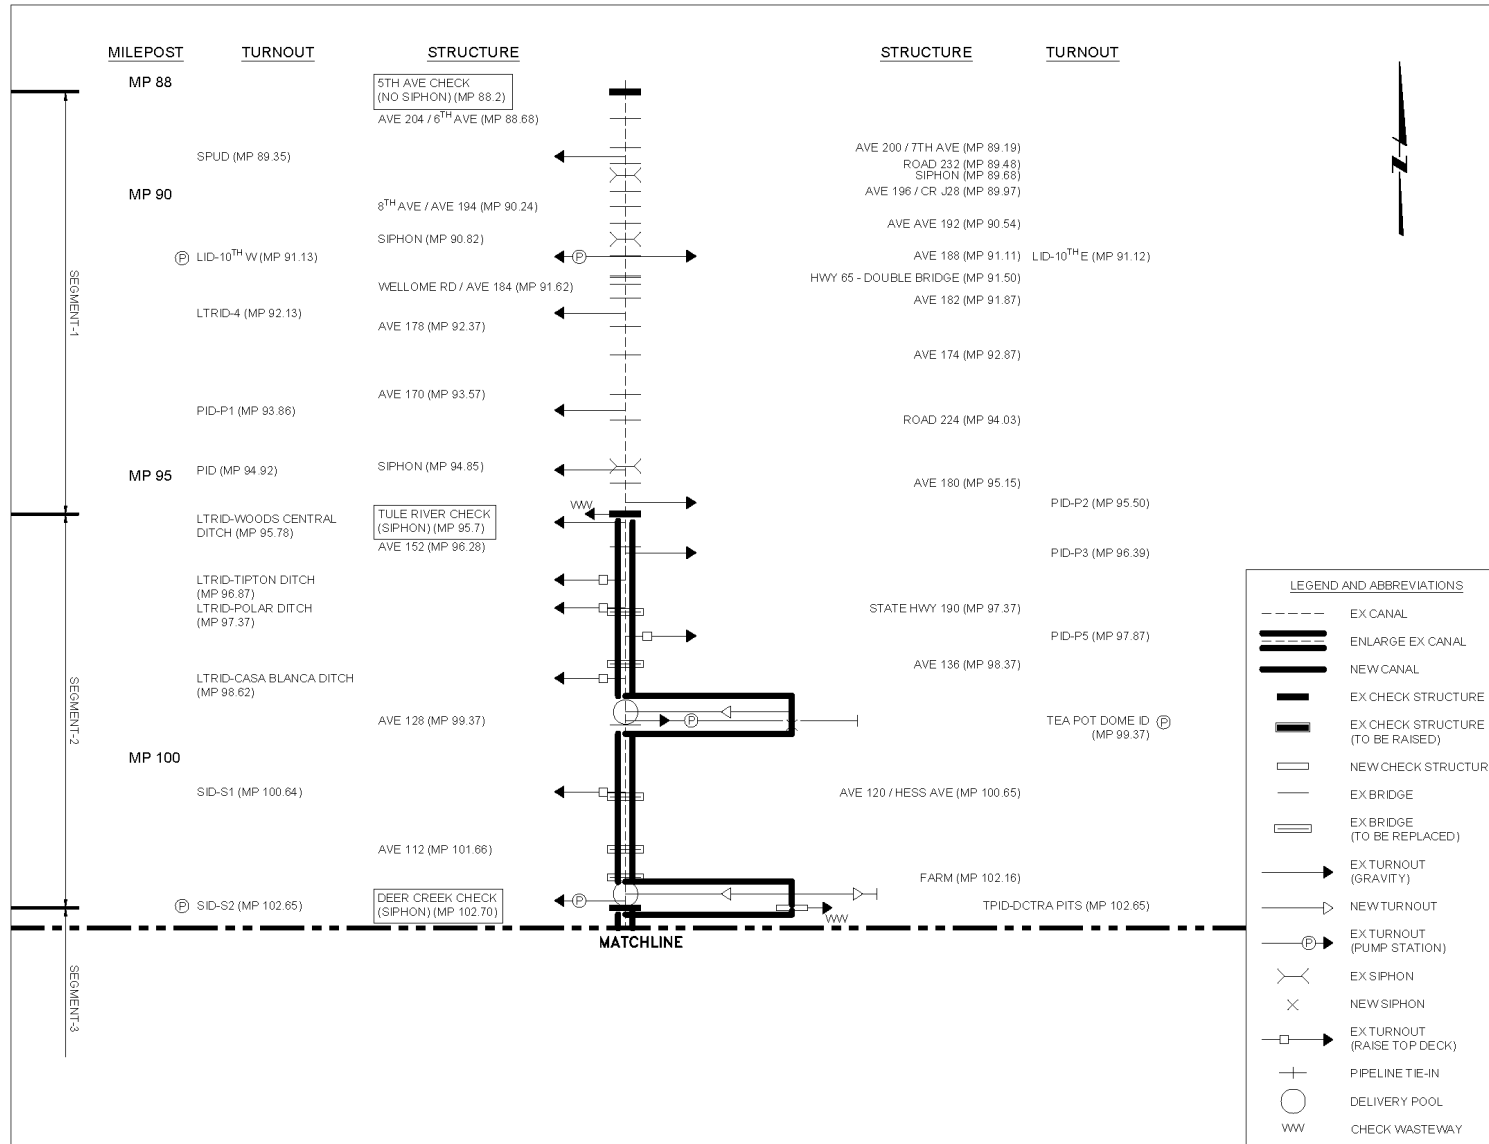 MILEPOST TURNOUT STRUCTURE STRUCTURE TURNOUT
MP 88
5TH AVE CHECK
(NO SIPHON) (MP 88.2)
AVE 204 / 6TH AVE (MP 88.68)
AVE 200 / 7TH AVE (MP 89.19)
SPUD (MP 89.35)
ROAD 232 (MP 89.48)
SIPHON (MP 89.68)
MP 90
AVE 196 / CR J28 (MP 89.97)
8TH AVE / AVE 194 (MP 90.24)
AVE AVE 192 (MP 90.54)
SIPHON (MP 90.82)
P LID-10TH W (MP 91.13)
P
AVE 188 (MP 91.11) LID-10TH E (MP 91.12)
HWY 65 - DOUBLE BRIDGE (MP 91.50)
WELLOME RD / AVE 184 (MP 91.62)
AVE 182 (MP 91.87)
LTRID-4 (MP 92.13)
AVE 178 (MP 92.37)
AVE 174 (MP 92.87)
AVE 170 (MP 93.57)
PID-P1 (MP 93.86)
ROAD 224 (MP 94.03)
MP 95
PID (MP 94.92)
SIPHON (MP 94.85)
AVE 180 (MP 95.15)
PID-P2 (MP 95.50)
WW
TULE RIVER CHECK
(SIPHON) (MP 95.7)
LTRID-WOODS CENTRAL
DITCH (MP 95.78)
AVE 152 (MP 96.28)
PID-P3 (MP 96.39)
LTRID-TIPTON DITCH
(MP 96.87)
LTRID-POLAR DITCH
(MP 97.37)
STATE HWY 190 (MP 97.37)
PID-P5 (MP 97.87)
AVE 136 (MP 98.37)
LTRID-CASA BLANCA DITCH
(MP 98.62)
AVE 128 (MP 99.37)
P
TEA POT DOME ID P
(MP 99.37)
MP 100
SID-S1 (MP 100.64)
AVE 120 / HESS AVE (MP 100.65)
AVE 112 (MP 101.66)
FARM (MP 102.16)
DEER CREEK CHECK
(SIPHON) (MP 102.70)
P
P SID-S2 (MP 102.65)
TPID-DCTRA PITS (MP 102.65)
WW
MATCHLINE
SEGMENT-1
SEGMENT-2
SEGMENT-3
N
LEGEND AND ABBREVIATIONS
EX CANAL
ENLARGE EX CANAL
NEW CANAL
EX CHECK STRUCTURE
EX CHECK STRUCTURE
(TO BE RAISED)
NEW CHECK STRUCTUR
EX BRIDGE
EX BRIDGE
(TO BE REPLACED)
EX TURNOUT
(GRAVITY)
NEW TURNOUT
P EX TURNOUT
(PUMP STATION)
EX SIPHON
NEW SIPHON
EX TURNOUT
(RAISE TOP DECK)
PIPELINE TIE-IN
DELIVERY POOL
WW CHECK WASTEWAY